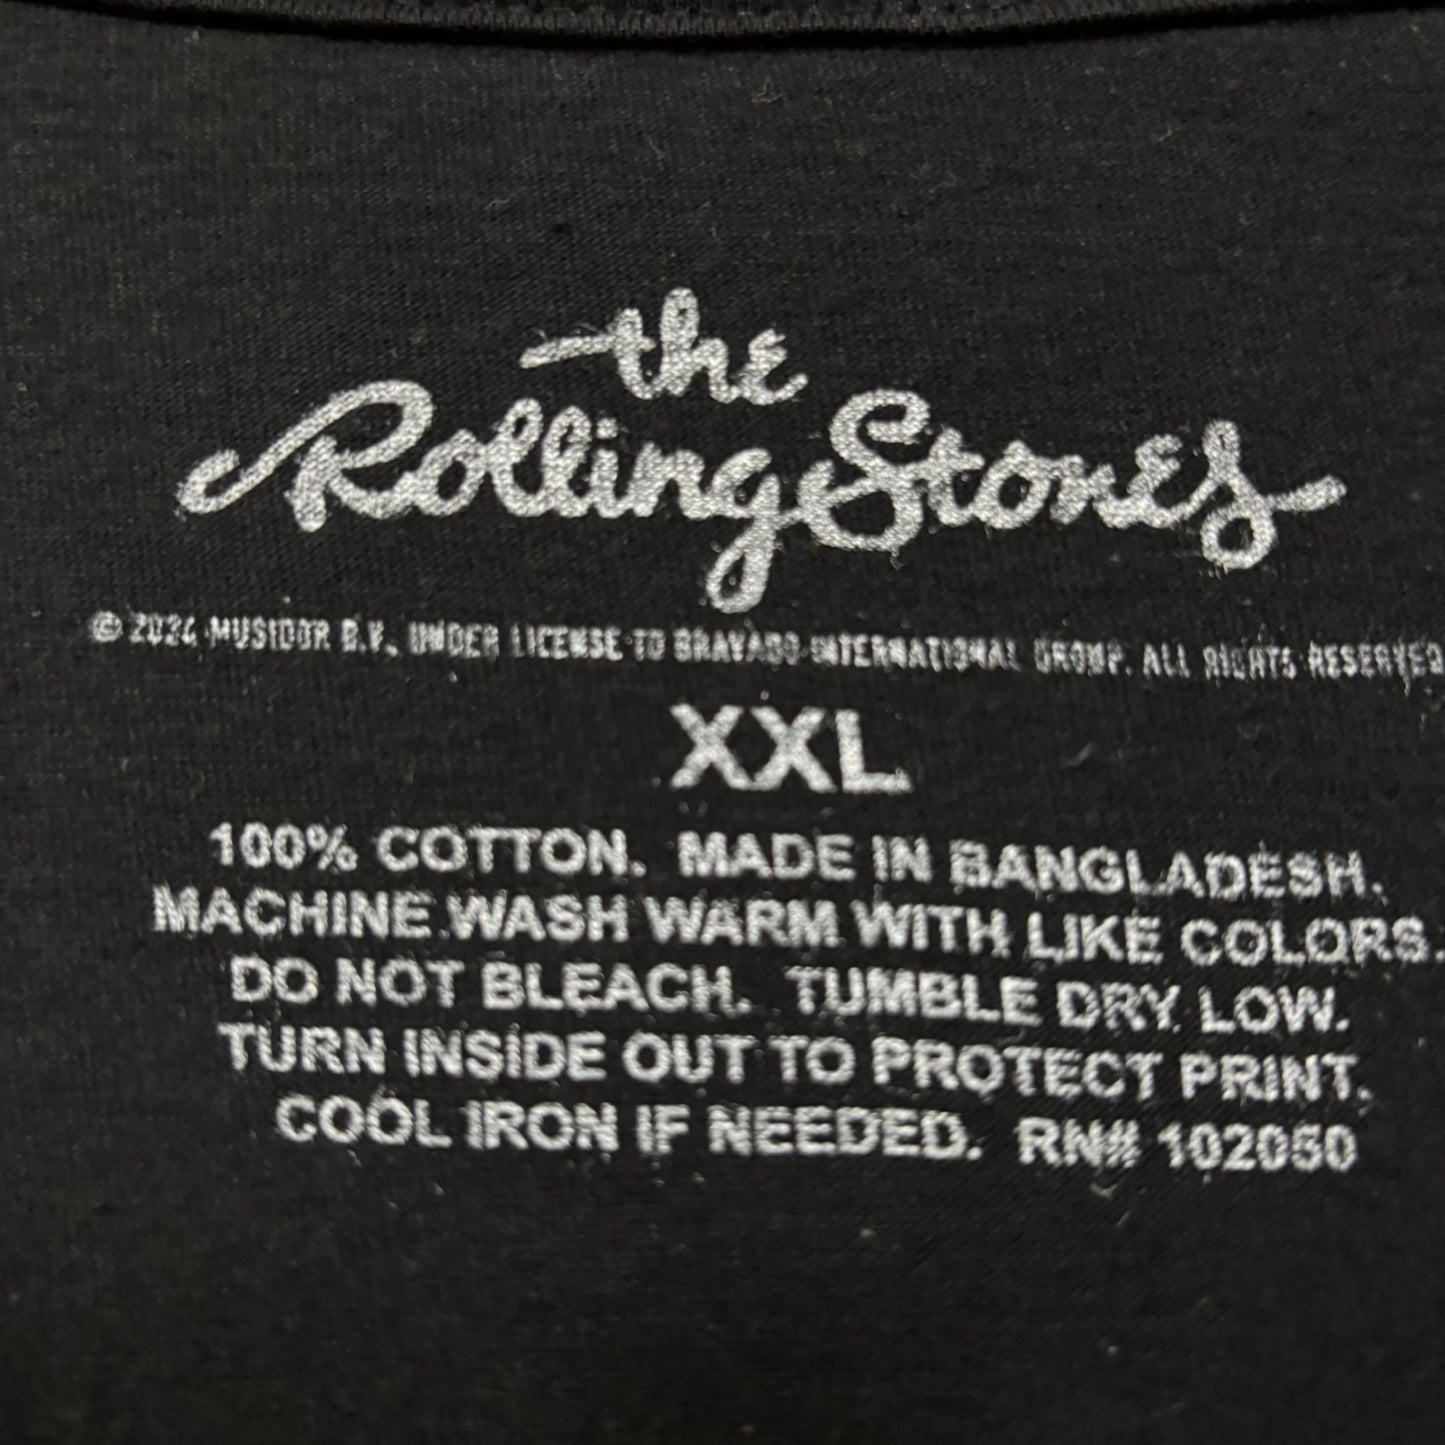 the
Rolling Stones
© 2024 MUSIDOR B.V. UNDER LICENSE TO BRAVADO INTERNATIONAL GROUP. ALL RIGHTS RESERVED
XXL
100% COTTON. MADE IN BANGLADESH.
MACHINE WASH WARM WITH LIKE COLORS.
DO NOT BLEACH. TUMBLE DRY LOW.
TURN INSIDE OUT TO PROTECT PRINT.
COOL IRON IF NEEDED. RN# 102050